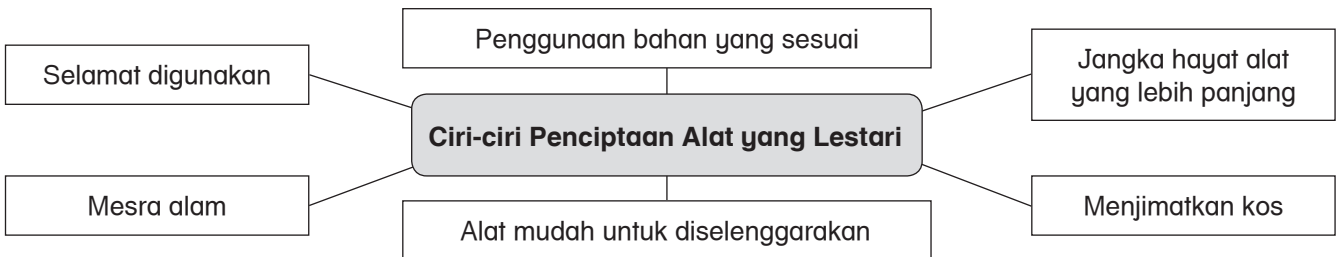 Penggunaan bahan yang sesuai
Selamat digunakan
Jangka hayat alat
yang lebih panjang
Ciri-ciri Penciptaan Alat yang Lestari
Mesra alam
Alat mudah untuk diselenggarakan
Menjimatkan kos